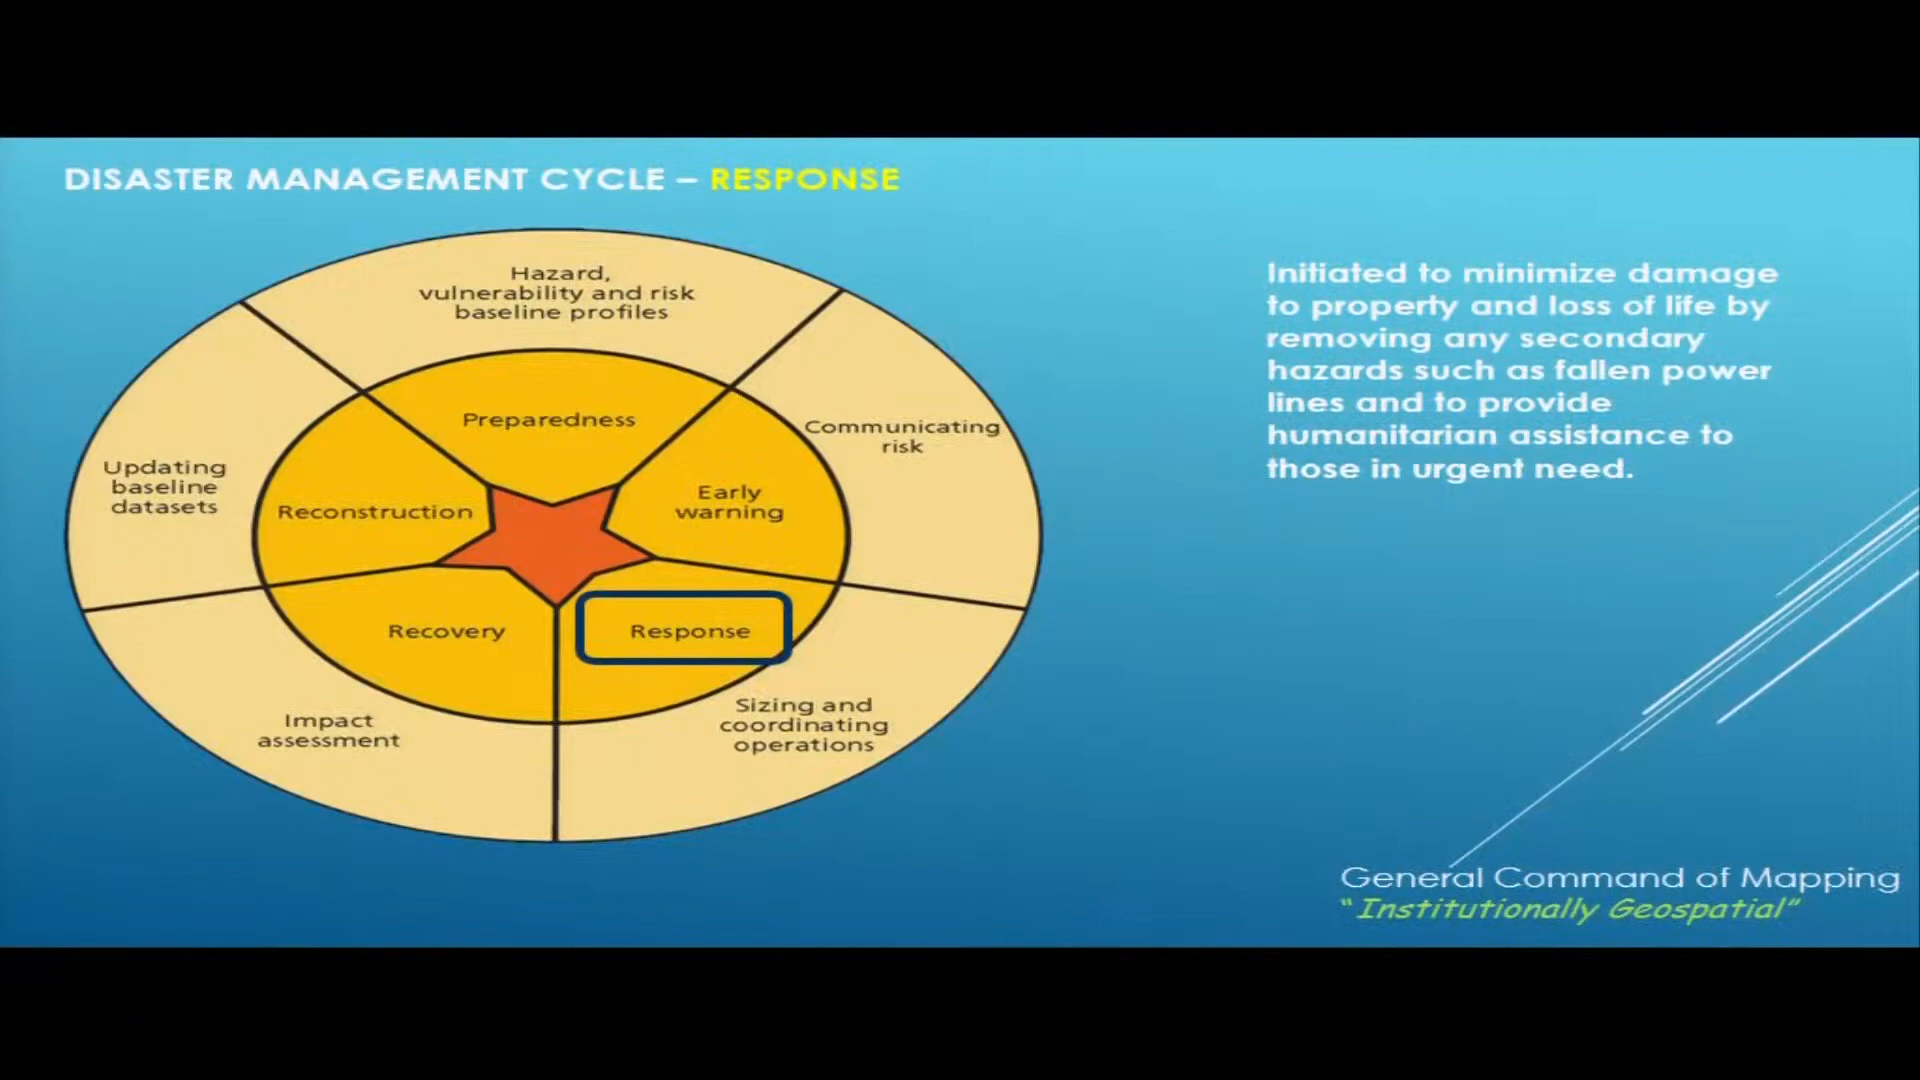 DISASTER MANAGEMENT CYCLE – RESPONSE
Hazard,
vulnerability and risk
baseline profiles
Communicating
risk
Sizing and
coordinating
operations
Impact
assessment
Updating
baseline
datasets
Preparedness
Early
warning
Response
Recovery
Reconstruction
Initiated to minimize damage
to property and loss of life by
removing any secondary
hazards such as fallen power
lines and to provide
humanitarian assistance to
those in urgent need.
General Command of Mapping
"Institutionally Geospatial"